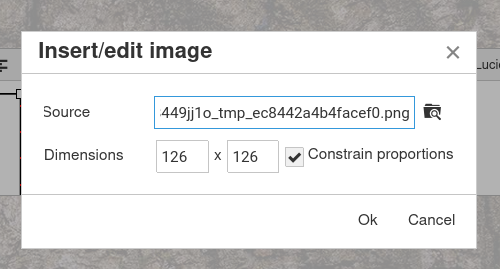 Insert/edit image
Source
449jj1o_tmp_ec8442a4b4facef0.png
Dimensions 126 x 126 Constrain proportions
Ok Cancel